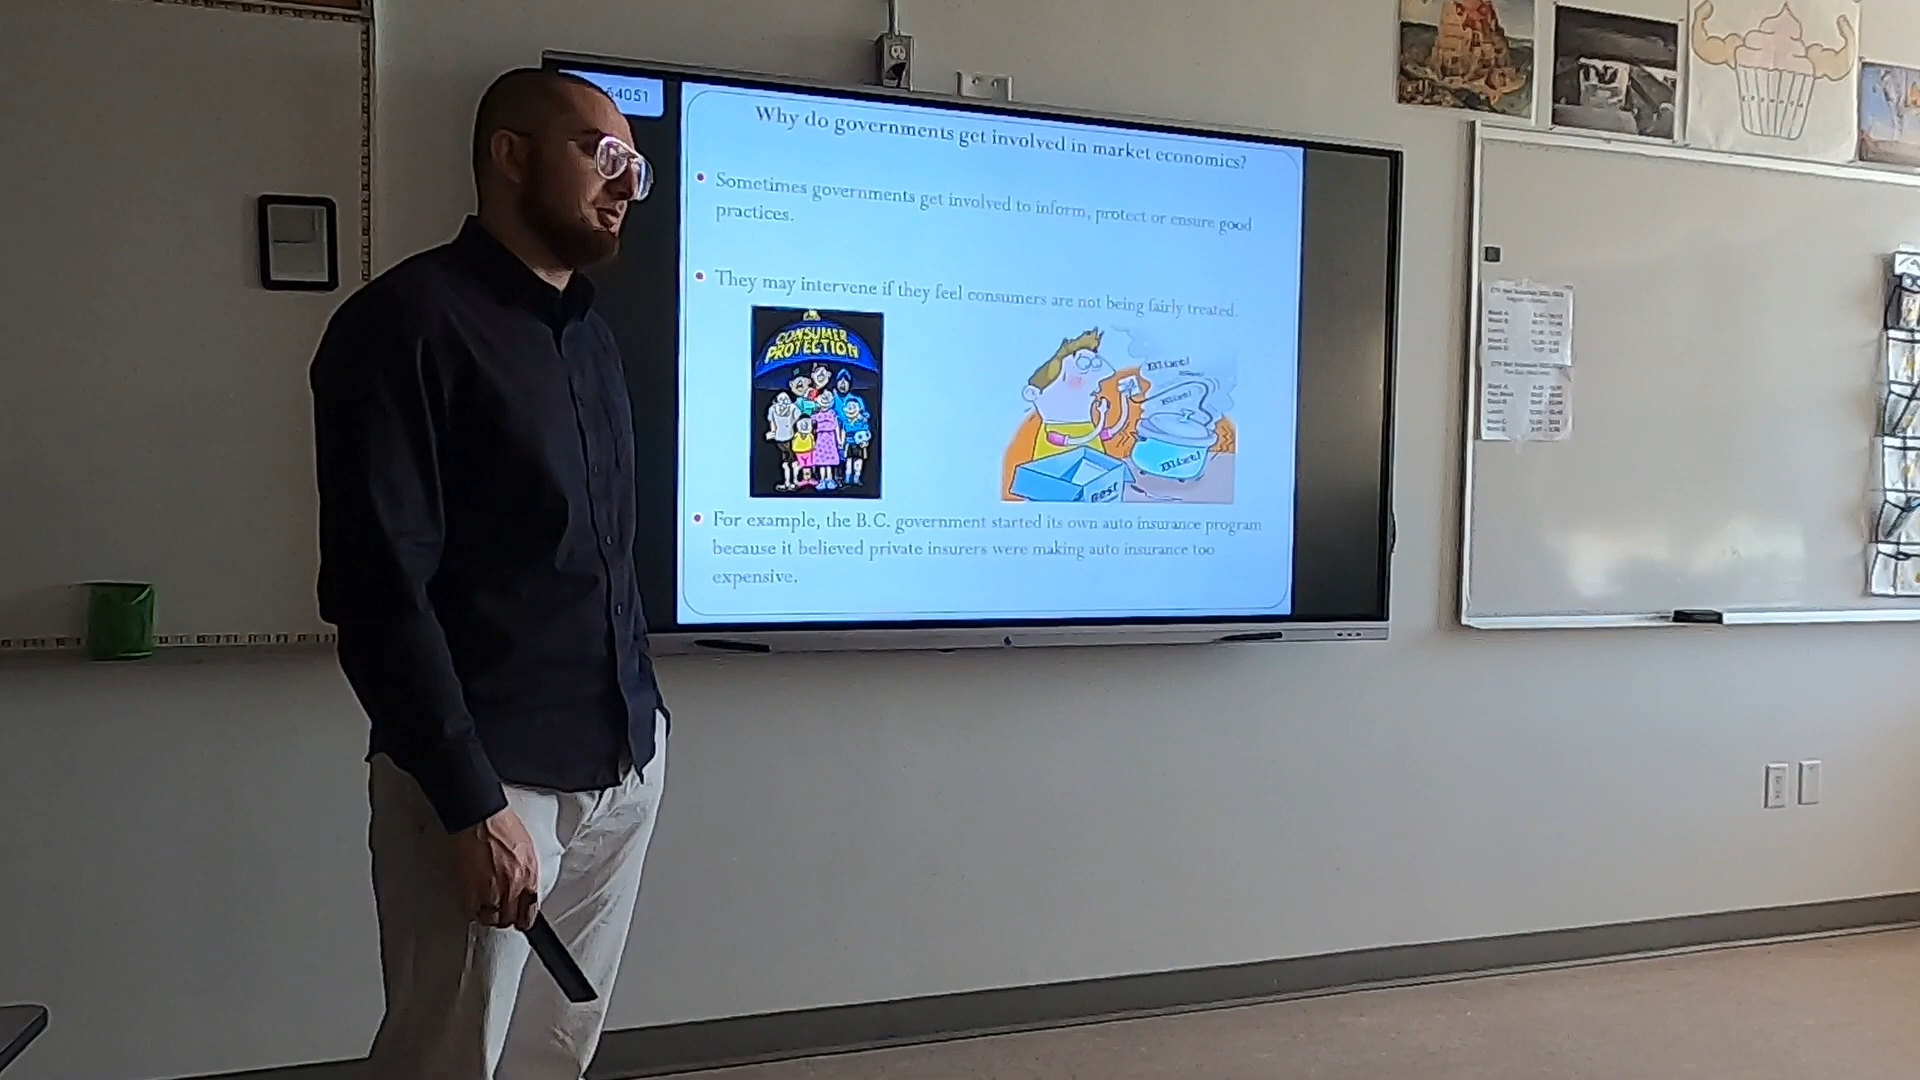 64051
Why do governments get involved in market economics?
Sometimes governments get involved to inform, protect or ensure good
practices.
They may intervene if they feel consumers are not being fairly treated.
CONSUMER
PROTECTION
For example, the B.C. government started its own auto insurance program
because it believed private insurers were making auto insurance too
expensive.